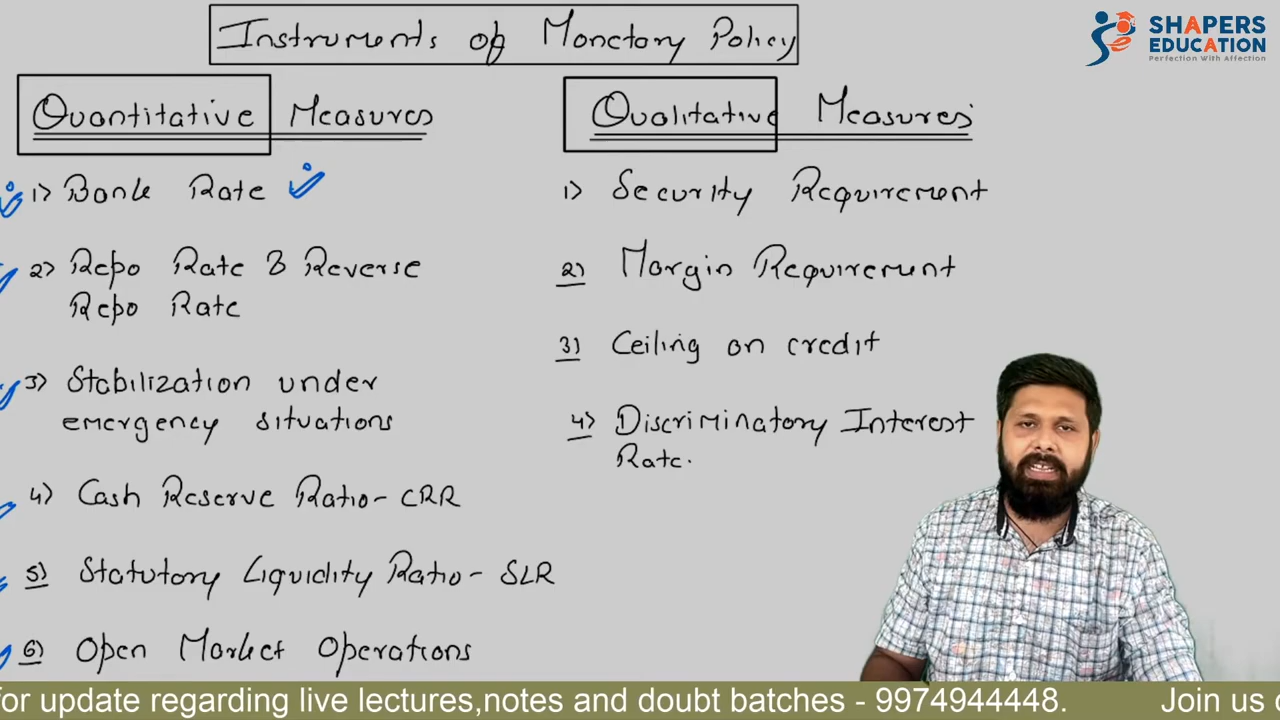 Instruments of Monetory Policy
SHAPERS
EDUCATION
Perfection With Affection
Quantitative Measures
1) Bank Rate
2) Repo Rate & Reverse
Repo Rate
3) Stabilization under
emergency situations
4) Cash Reserve Ratio - CRR
5) Statutory Liquidity Ratio - SLR
6) Open Market Operations
Qualitative Measures
1) Security Requirement
2) Margin Requirement
3) Ceiling on credit
4) Discriminatory Interest
Rate.
for update regarding live lectures,notes and doubt batches - 9974944448. Join us